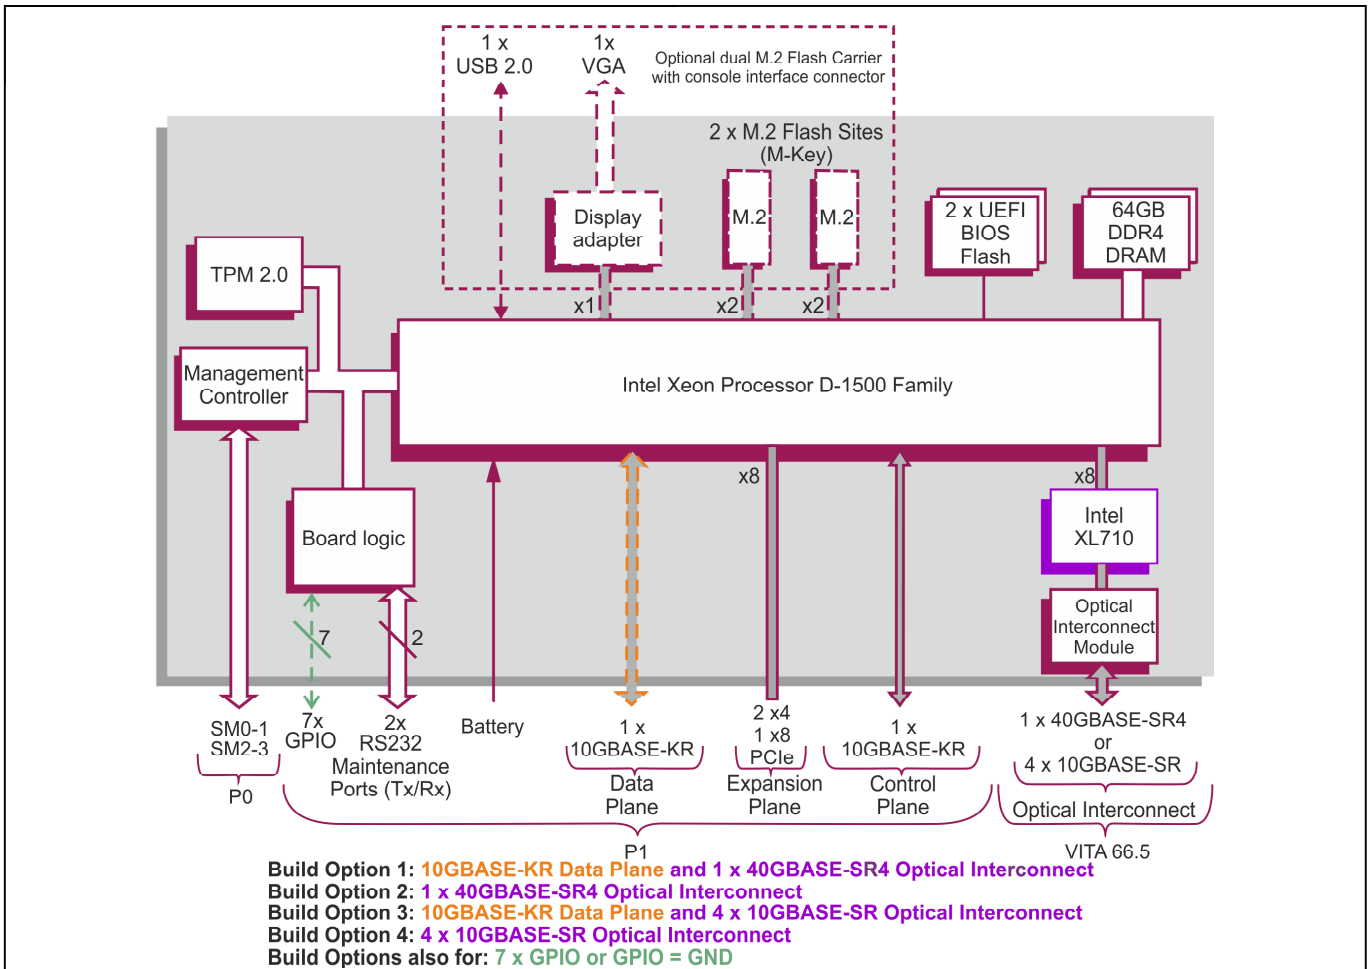 1 x
USB 2.0
1x
VGA
Optional dual M.2 Flash Carrier
with console interface connector
2 x M.2 Flash Sites
(M-Key)
Display
adapter
M.2
M.2
2 x UEFI
BIOS
Flash
64GB
DDR4
DRAM
TPM 2.0
x1
x2
x2
Management
Controller
Intel Xeon Processor D-1500 Family
x8
x8
Board logic
Intel
XL710
Optical
Interconnect
Module
7
2
SM0-1
SM2-3
P0
7x
GPIO
2x
RS232
Maintenance
Ports (Tx/Rx)
Battery
1 x
10GBASE-KR
Data
Plane
2 x4
1 x8
PCIe
Expansion
Plane
1 x
10GBASE-KR
Control
Plane
1 x 40GBASE-SR4
or
4 x 10GBASE-SR
Optical Interconnect
P1
VITA 66.5
Build Option 1: 10GBASE-KR Data Plane and 1 x 40GBASE-SR4 Optical Interconnect
Build Option 2: 1 x 40GBASE-SR4 Optical Interconnect
Build Option 3: 10GBASE-KR Data Plane and 4 x 10GBASE-SR Optical Interconnect
Build Option 4: 4 x 10GBASE-SR Optical Interconnect
Build Options also for: 7 x GPIO or GPIO = GND